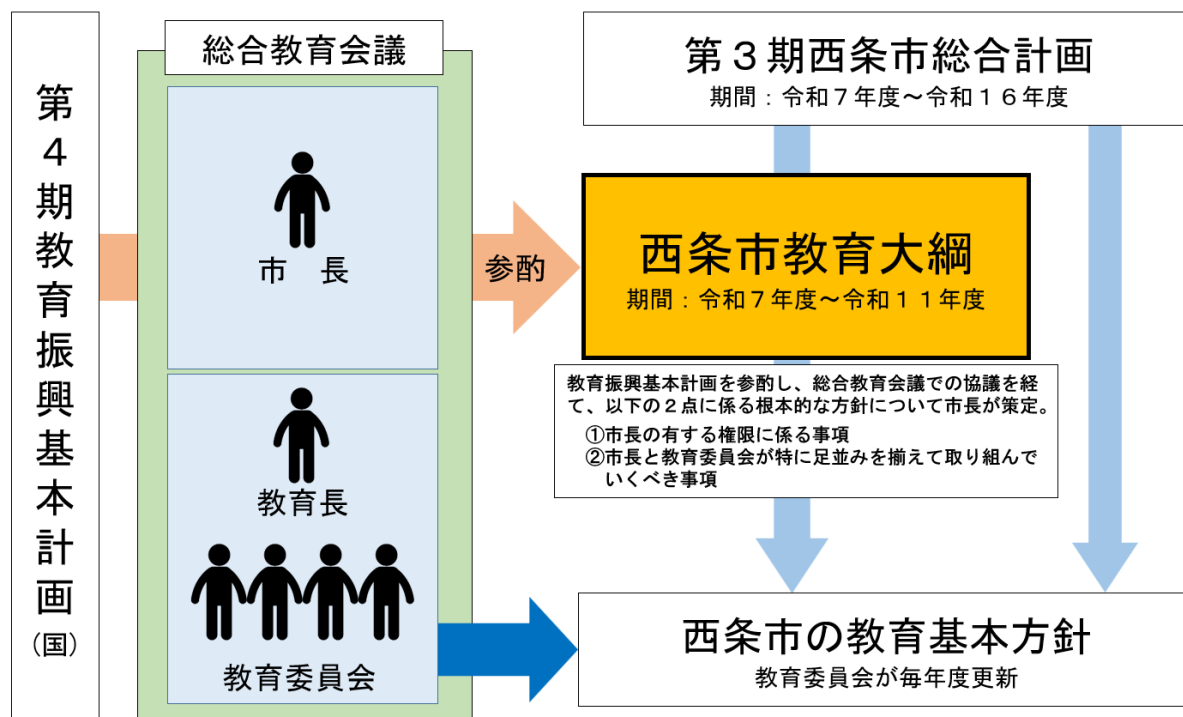 第４期教育振興基本計画
（国）
総合教育会議
市　長
教育長
教育委員会
参酌
第３期西条市総合計画
期間：令和７年度～令和１６年度
西条市教育大綱
期間：令和７年度～令和１１年度
教育振興基本計画を参酌し、総合教育会議での協議を経
て、以下の２点に係る根本的な方針について市長が策定。
①市長の有する権限に係る事項
②市長と教育委員会が特に足並みを揃えて取り組んで
いくべき事項
西条市の教育基本方針
教育委員会が毎年度更新